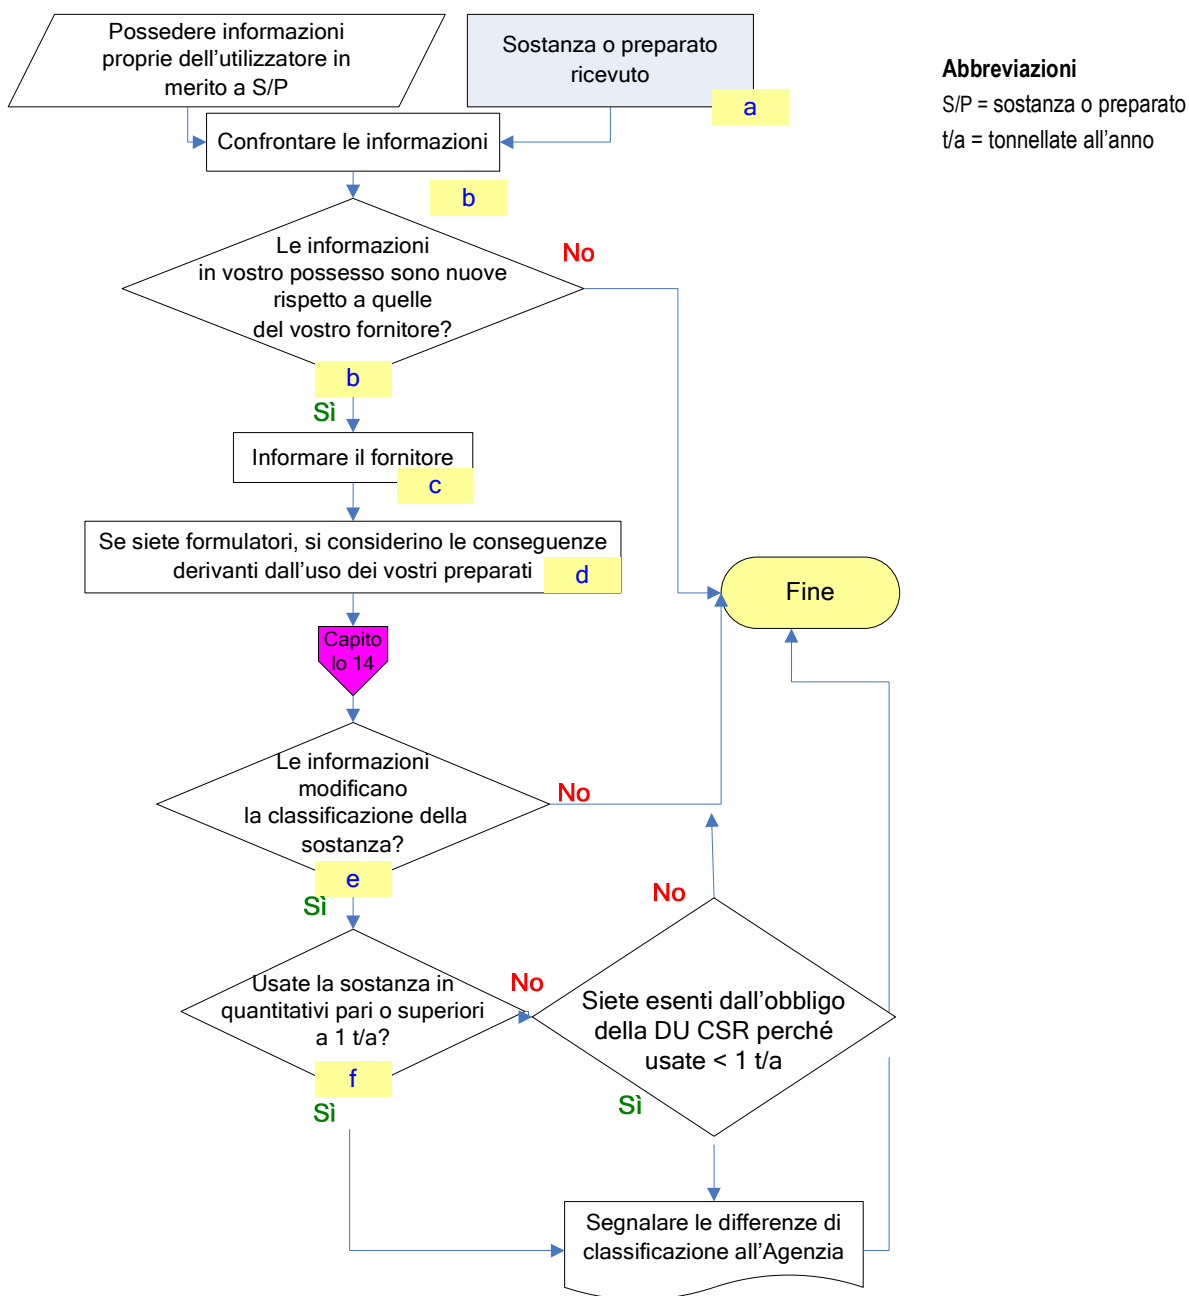 Possedere informazioni
proprie dell'utilizzatore in
merito a S/P
Sostanza o preparato
ricevuto
a
Abbreviazioni
S/P = sostanza o preparato
t/a = tonnellate all'anno
Confrontare le informazioni
b
Le informazioni
in vostro possesso sono nuove
rispetto a quelle
del vostro fornitore?
No
b
Sì
Informare il fornitore
c
Se siete formulatori, si considerino le conseguenze
derivanti dall'uso dei vostri preparati
d
Fine
Capito
lo 14
Le informazioni
modificano
la classificazione della
sostanza?
No
e
Sì
Usate la sostanza in
quantitativi pari o superiori
a 1 t/a?
No
f
Sì
No
Siete esenti dall'obbligo
della DU CSR perché
usate < 1 t/a
Sì
Segnalare le differenze di
classificazione all'Agenzia